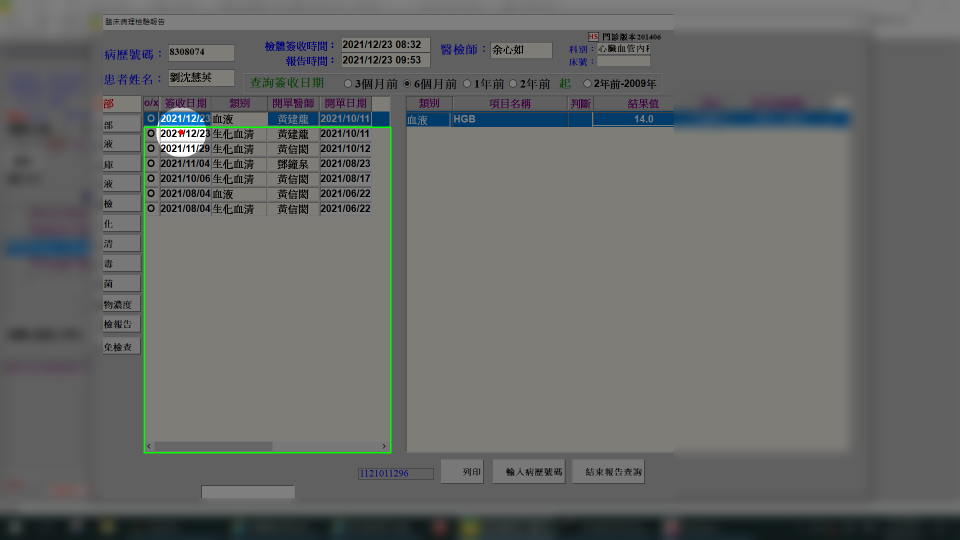 臨床病理檢驗報告
HS 門診版本201406
病歷號碼： 8308074 檢體簽收時間： 2021/12/23 08:32 醫檢師： 余心如 科別： 心臟血管內科
報告時間： 2021/12/23 09:53 床號：
患者姓名： 劉沈慧英 查詢簽收日期 3個月前 6個月前 1年前 2年前 起 2年前-2009年
部 o/x 簽收日期 類別 開單醫師 開單日期 類別 項目名稱 判斷 結果值
O 2021/12/23 血液 黃建龍 2021/10/11 血液 HGB 14.0
部 O 2021/12/23 生化血清 黃建龍 2021/10/11
液 O 2021/11/29 生化血清 黃信閎 2021/10/12
庫 O 2021/11/04 生化血清 鄧鐘泉 2021/08/23
液 O 2021/10/06 生化血清 黃信閎 2021/08/17
檢 O 2021/08/04 血液 黃信閎 2021/06/22
O 2021/08/04 生化血清 黃信閎 2021/06/22
化
清
毒
菌
物濃度
檢報告
免檢查
1121011296 列印 輸入病歷號碼 結束報告查詢